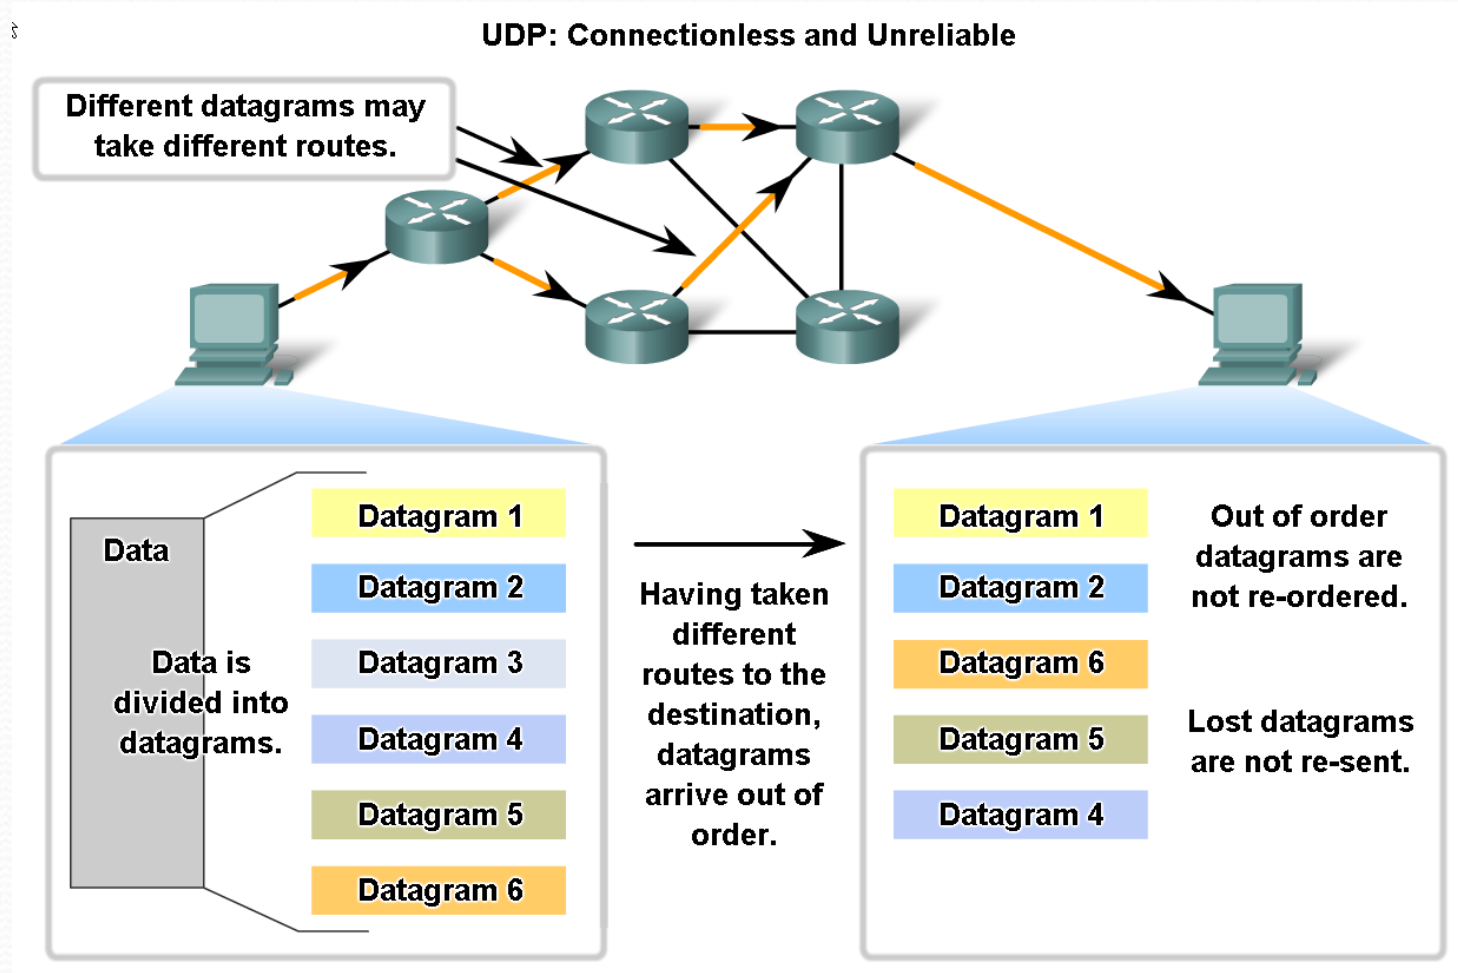 UDP: Connectionless and Unreliable
Different datagrams may
take different routes.
Data
Data is
divided into
datagrams.
Datagram 1
Datagram 2
Datagram 3
Datagram 4
Datagram 5
Datagram 6
Having taken
different
routes to the
destination,
datagrams
arrive out of
order.
Datagram 1
Datagram 2
Datagram 6
Datagram 5
Datagram 4
Out of order
datagrams are
not re-ordered.
Lost datagrams
are not re-sent.